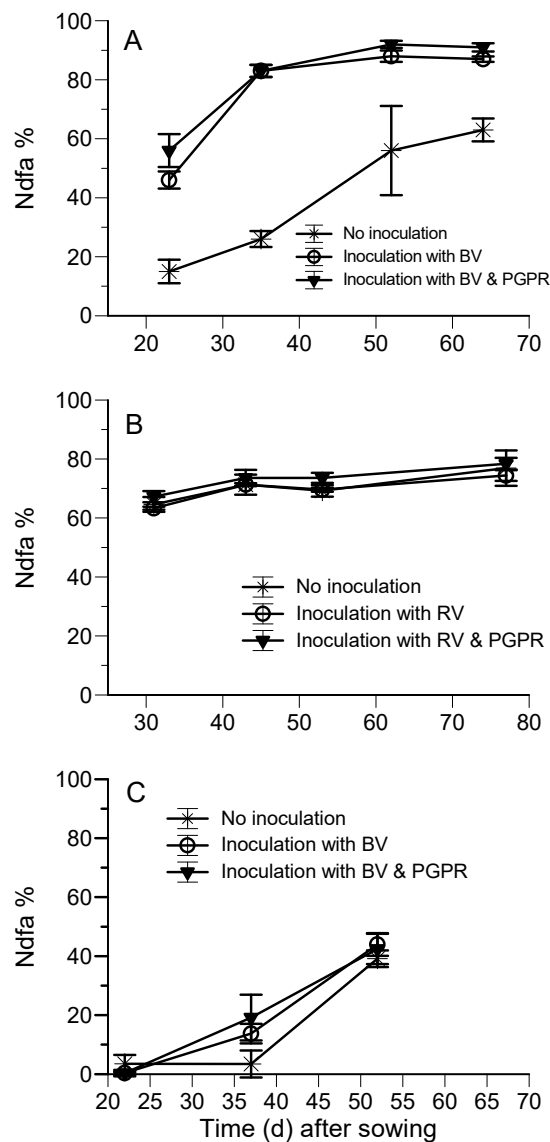 A
100
80
60
40
20
0
Ndfa %
No inoculation
Inoculation with BV
Inoculation with BV & PGPR
20 30 40 50 60 70
B
100
80
60
40
20
0
Ndfa %
No inoculation
Inoculation with RV
Inoculation with RV & PGPR
30 40 50 60 70 80
C
100
80
60
40
20
0
Ndfa %
No inoculation
Inoculation with BV
Inoculation with BV & PGPR
20 25 30 35 40 45 50 55 60 65 70
Time (d) after sowing